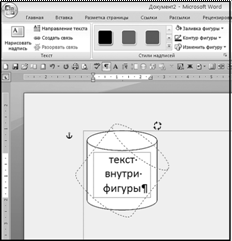 Документ2 - Microsoft Word
Главная Вставка Разметка страницы Ссылки Рассылки Рецензирован
Нарисовать надпись
Направление текста
Создать связь
Разорвать связь
Текст
Заливка фигуры
Контур фигуры
Изменить фигуру
Стили надписей
текст·
внутри·
фигуры¶